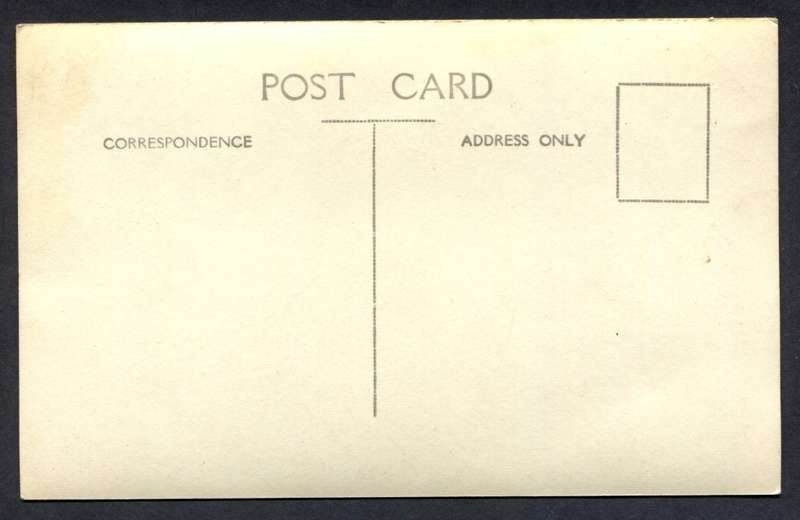 POST CARD
CORRESPONDENCE
ADDRESS ONLY